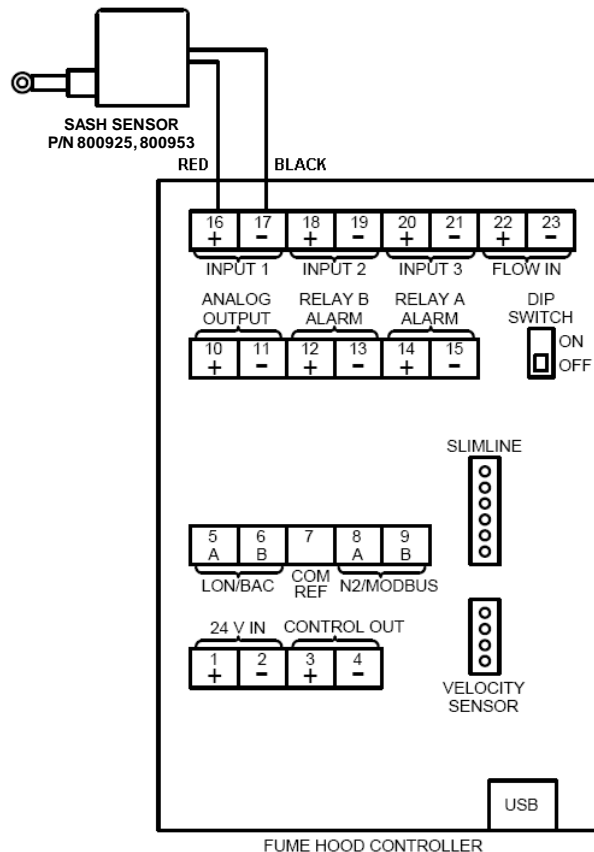 SASH SENSOR
P/N 800925, 800953
RED BLACK
16 17 18 19 20 21 22 23
+ - + - + - + -
INPUT 1 INPUT 2 INPUT 3 FLOW IN
ANALOG OUTPUT
RELAY B ALARM
RELAY A ALARM
DIP SWITCH
ON
OFF
10 11 12 13 14 15
+ - + - + -
SLIMLINE
5 6 7 8 9
A B A B
LON/BAC COM REF N2/MODBUS
24 V IN CONTROL OUT
1 2 3 4
+ - + -
VELOCITY
SENSOR
USB
FUME HOOD CONTROLLER